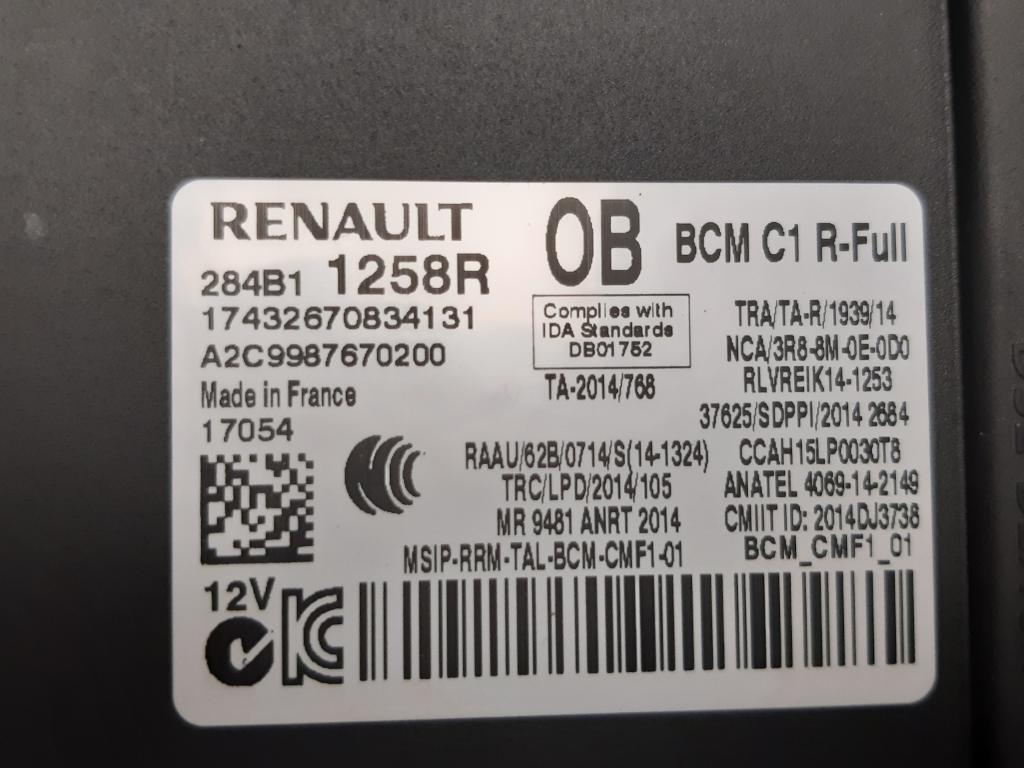 RENAULT
284B1 1258R
17432670834131
A2C9987670200
Made in France
17054
0B
BCM C1 R-Full
Complies with
IDA Standards
DB01752
TA-2014/768
TRA/TA-R/1939/14
NCA/3R8-8M-0E-0D0
RLVREIK14-1253
37625/SDPPI/2014 2684
RAAU/62B/0714/S(14-1324)
CCAH15LP0030T8
TRC/LPD/2014/105
ANATEL 4069-14-2149
MR 9481 ANRT 2014
CMIIT ID: 2014DJ3738
MSIP-RRM-TAL-BCM-CMF1-01
BCM_CMF1_01
12V